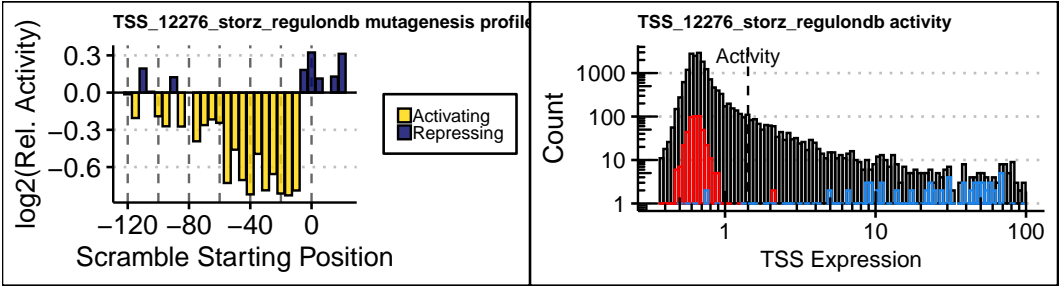 TSS_12276_storz_regulondb mutagenesis profile
log2(Rel. Activity)
0.3
0.0
−0.3
−0.6
−120
−80
−40
0
Scramble Starting Position
Activating
Repressing
TSS_12276_storz_regulondb activity
Activity
Count
1000
100
10
1
1
10
100
TSS Expression